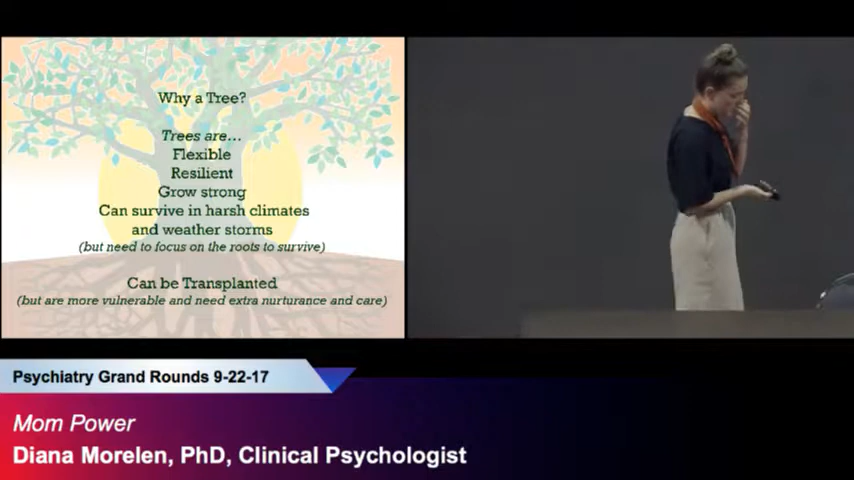 Why a Tree?
Trees are...
Flexible
Resilient
Grow strong
Can survive in harsh climates
and weather storms
(but need to focus on the roots to survive)
Can be Transplanted
(but are more vulnerable and need extra nurturance and care)
Psychiatry Grand Rounds 9-22-17
Mom Power
Diana Morelen, PhD, Clinical Psychologist